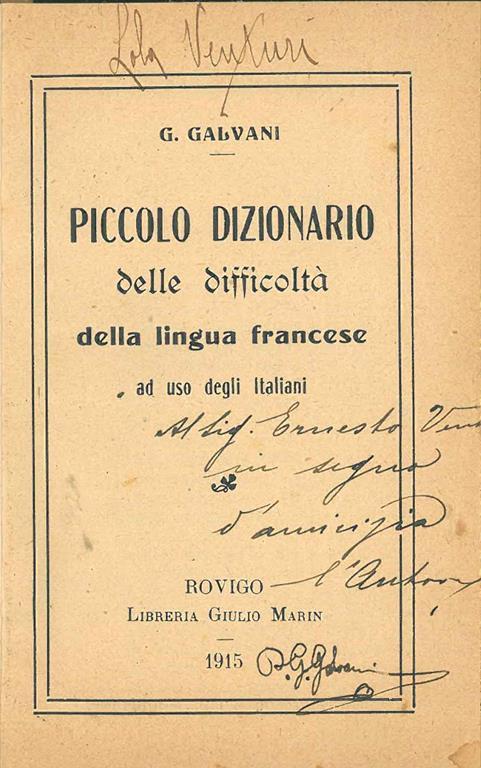 Lola Venturi
G. GALVANI
PICCOLO DIZIONARIO
delle difficoltà
della lingua francese
ad uso degli Italiani
Al Sig. Ernesto
in segno
d'amicizia
l'Autore
ROVIGO
LIBRERIA GIULIO MARIN
1915
G. Galvani